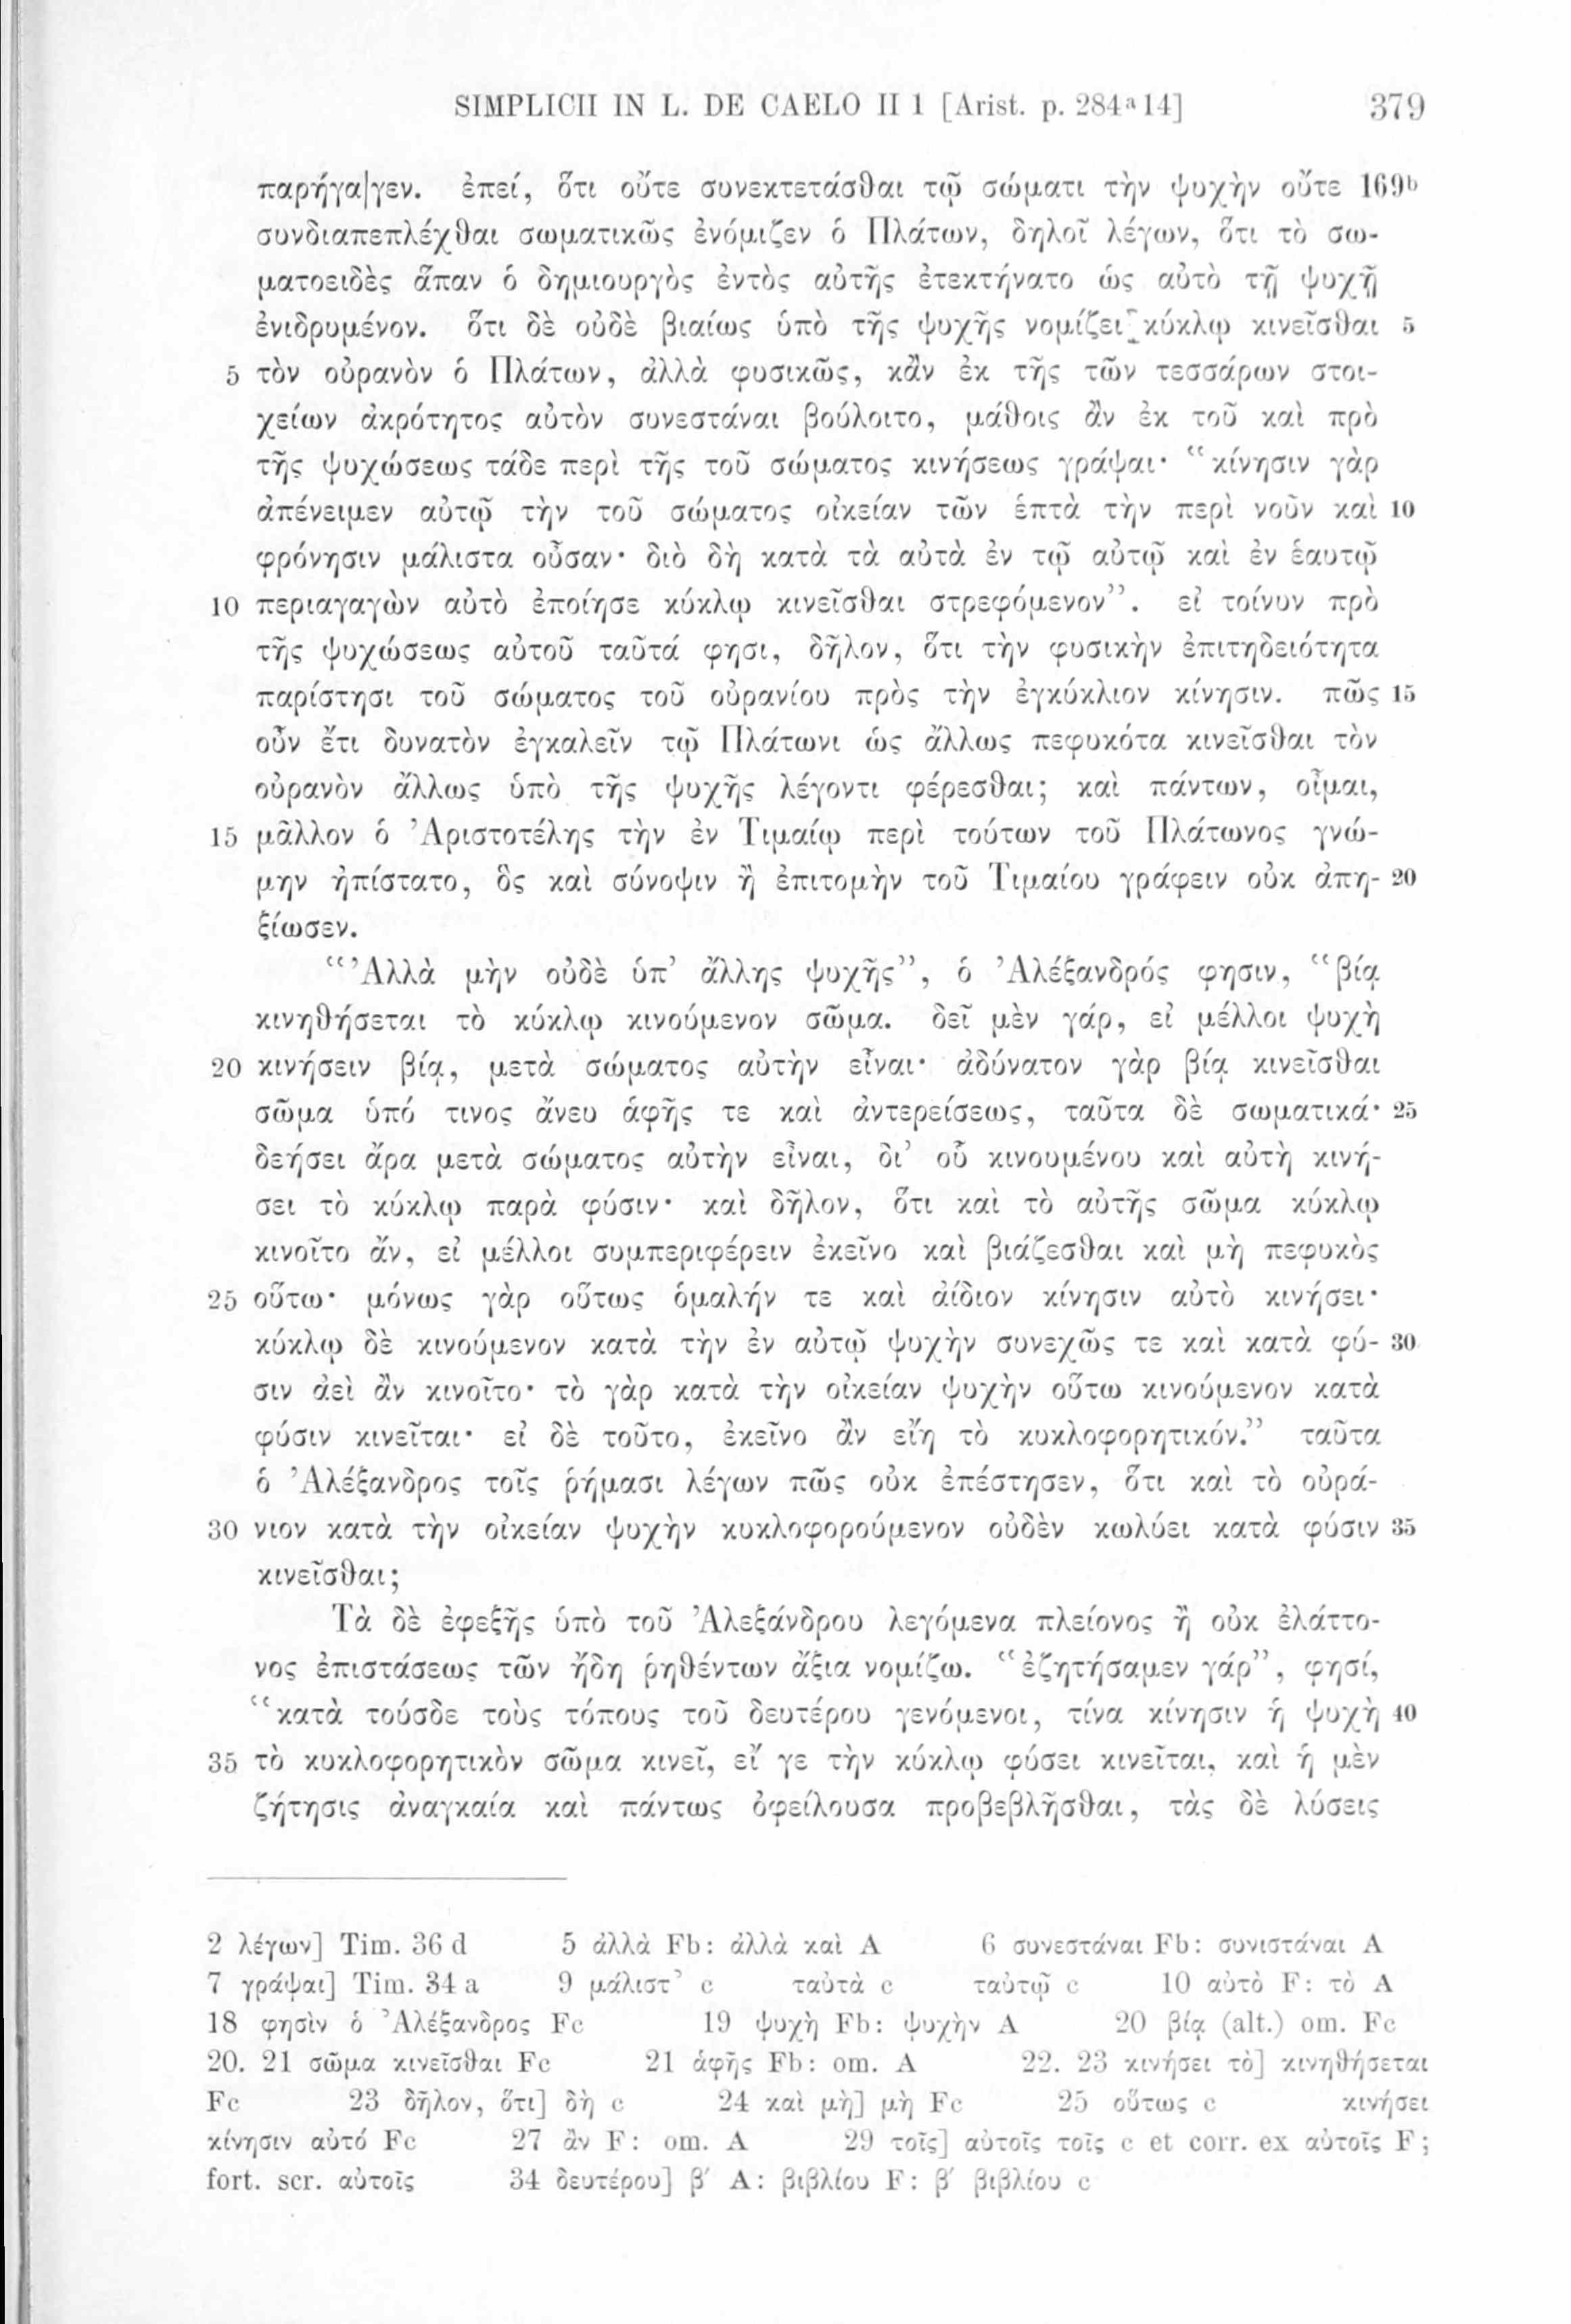 SIMPLICII IN L. DE CAELO II 1 [Arist. p. 284ᵃ14] 379
παρήγα|γεν. ἐπεί, ὅτι οὔτε συνεκτετάσθαι τῷ σώματι τὴν ψυχὴν οὔτε 169ᵇ
συνδιαπεπλέχθαι σωματικῶς ἐνόμιζεν ὁ Πλάτων, δηλοῖ λέγων, ὅτι τὸ σω-
ματοειδὲς ἅπαν ὁ δημιουργὸς ἐντὸς αὐτῆς ἐτεκτήνατο ὡς αὐτὸ τῇ ψυχῇ
ἐνιδρυμένον. ὅτι δὲ οὐδὲ βιαίως ὑπὸ τῆς ψυχῆς νομίζει κύκλῳ κινεῖσθαι 5
5 τὸν οὐρανὸν ὁ Πλάτων, ἀλλὰ φυσικῶς, κἂν ἐκ τῆς τῶν τεσσάρων στοι-
χείων ἀκρότητος αὐτὸν συνεστάναι βούλοιτο, μάθοις ἂν ἐκ τοῦ καὶ πρὸ
τῆς ψυχώσεως τάδε περὶ τῆς τοῦ σώματος κινήσεως γράψαι· “κίνησιν γὰρ
ἀπένειμεν αὐτῷ τὴν τοῦ σώματος οἰκείαν τῶν ἑπτὰ τὴν περὶ νοῦν καὶ 10
φρόνησιν μάλιστα οὖσαν· διὸ δὴ κατὰ τὰ αὐτὰ ἐν τῷ αὐτῷ καὶ ἐν ἑαυτῷ
10 περιαγαγὼν αὐτὸ ἐποίησε κύκλῳ κινεῖσθαι στρεφόμενον”. εἰ τοίνυν πρὸ
τῆς ψυχώσεως αὐτοῦ ταῦτά φησι, δῆλον, ὅτι τὴν φυσικὴν ἐπιτηδειότητα
παρίστησι τοῦ σώματος τοῦ οὐρανίου πρὸς τὴν ἐγκύκλιον κίνησιν. πῶς 15
οὖν ἔτι δυνατὸν ἐγκαλεῖν τῷ Πλάτωνι ὡς ἄλλως πεφυκότα κινεῖσθαι τὸν
οὐρανὸν ἄλλως ὑπὸ τῆς ψυχῆς λέγοντι φέρεσθαι; καὶ πάντων, οἶμαι,
15 μᾶλλον ὁ Ἀριστοτέλης τὴν ἐν Τιμαίῳ περὶ τούτων τοῦ Πλάτωνος γνώ-
μην ἠπίστατο, ὃς καὶ σύνοψιν ἢ ἐπιτομὴν τοῦ Τιμαίου γράφειν οὐκ ἀπη- 20
ξίωσεν.
“Ἀλλὰ μὴν οὐδὲ ὑπ’ ἄλλης ψυχῆς”, ὁ Ἀλέξανδρός φησιν, “βίᾳ
κινηθήσεται τὸ κύκλῳ κινούμενον σῶμα. δεῖ μὲν γάρ, εἰ μέλλοι ψυχὴ
20 κινήσειν βίᾳ, μετὰ σώματος αὐτὴν εἶναι· ἀδύνατον γὰρ βίᾳ κινεῖσθαι
σῶμα ὑπό τινος ἄνευ ἁφῆς τε καὶ ἀντερείσεως, ταῦτα δὲ σωματικά· 25
δεήσει ἄρα μετὰ σώματος αὐτὴν εἶναι, δι’ οὗ κινουμένου καὶ αὐτὴ κινή-
σει τὸ κύκλῳ παρὰ φύσιν· καὶ δῆλον, ὅτι καὶ τὸ αὐτῆς σῶμα κύκλῳ
κινοῖτο ἄν, εἰ μέλλοι συμπεριφέρειν ἐκεῖνο καὶ βιάζεσθαι καὶ μὴ πεφυκὸς
25 οὕτω· μόνως γὰρ οὕτως ὁμαλήν τε καὶ ἀίδιον κίνησιν αὐτὸ κινήσει·
κύκλῳ δὲ κινούμενον κατὰ τὴν ἐν αὐτῷ ψυχὴν συνεχῶς τε καὶ κατὰ φύ- 30
σιν ἀεὶ ἂν κινοῖτο· τὸ γὰρ κατὰ τὴν οἰκείαν ψυχὴν οὕτω κινούμενον κατὰ
φύσιν κινεῖται· εἰ δὲ τοῦτο, ἐκεῖνο ἂν εἴη τὸ κυκλοφορητικόν.” ταῦτα
ὁ Ἀλέξανδρος τοῖς ῥήμασι λέγων πῶς οὐκ ἐπέστησεν, ὅτι καὶ τὸ οὐρά-
30 νιον κατὰ τὴν οἰκείαν ψυχὴν κυκλοφορούμενον οὐδὲν κωλύει κατὰ φύσιν 35
κινεῖσθαι;
Τὰ δὲ ἐφεξῆς ὑπὸ τοῦ Ἀλεξάνδρου λεγόμενα πλείονος ἢ οὐκ ἐλάττο-
νος ἐπιστάσεως τῶν ἤδη ῥηθέντων ἄξια νομίζω. “ἐζητήσαμεν γάρ”, φησί,
“κατὰ τούσδε τοὺς τόπους τοῦ δευτέρου γενόμενοι, τίνα κίνησιν ἡ ψυχὴ 40
35 τὸ κυκλοφορητικὸν σῶμα κινεῖ, εἴ γε τὴν κύκλῳ φύσει κινεῖται, καὶ ἡ μὲν
ζήτησις ἀναγκαία καὶ πάντως ὀφείλουσα προβεβλῆσθαι, τὰς δὲ λύσεις
2 λέγων] Tim. 36 d 5 ἀλλὰ Fb: ἀλλὰ καὶ A 6 συνεστάναι Fb: συνιστάναι A
7 γράψαι] Tim. 34 a 9 μάλιστ’ c ταὐτὰ c ταὐτῷ c 10 αὐτὸ F: τὸ A
18 φησὶν ὁ Ἀλέξανδρος Fc 19 ψυχὴ Fb: ψυχὴν A 20 βίᾳ (alt.) om. Fc
20. 21 σῶμα κινεῖσθαι Fc 21 ἁφῆς Fb: om. A 22. 23 κινήσει τὸ] κινηθήσεται
Fc 23 δῆλον, ὅτι] δὴ c 24 καὶ μὴ] μὴ Fc 25 οὕτως c κινήσει
κίνησιν αὐτό Fc 27 ἂν F: om. A 29 τοῖς] αὐτοῖς τοῖς c et corr. ex αὐτοῖς F;
fort. scr. αὐτοῖς 34 δευτέρου] β′ A: βιβλίου F: β′ βιβλίου c